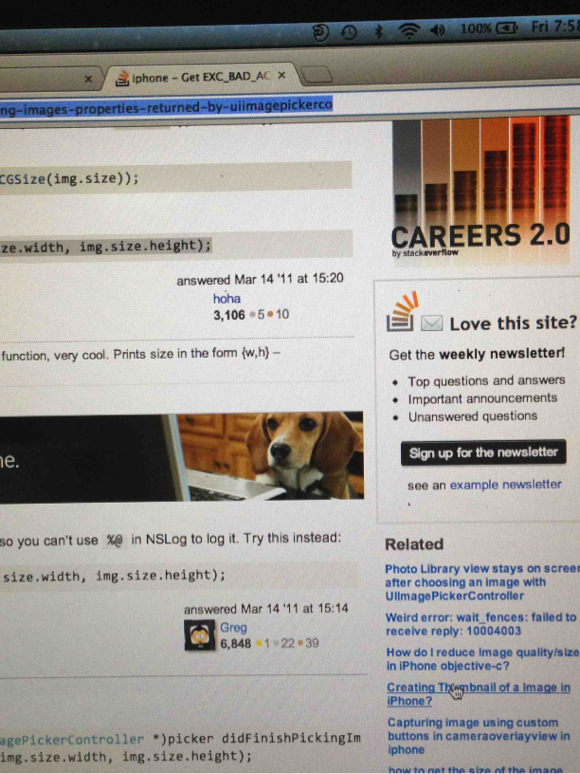 100%
Fri 7:58
iphone - Get EXC_BAD_AC
ng-images-properties-returned-by-uiimagepickerco
CGSize(img.size));
ze.width, img.size.height);
answered Mar 14 '11 at 15:20
hoha
3,106 5 10
function, very cool. Prints size in the form {w,h} –
ne.
so you can't use %@ in NSLog to log it. Try this instead:
size.width, img.size.height);
answered Mar 14 '11 at 15:14
Greg
6,848 1 22 39
agePickerController *)picker didFinishPickingIm
img.size.width, img.size.height);
CAREERS 2.0
by stackoverflow
Love this site?
Get the weekly newsletter!
Top questions and answers
Important announcements
Unanswered questions
Sign up for the newsletter
see an example newsletter
Related
Photo Library view stays on screen
after choosing an image with
UIImagePickerController
Weird error: wait_fences: failed to
receive reply: 10004003
How do I reduce Image quality/size
in iPhone objective-c?
Creating Thumbnail of a Image in
iPhone?
Capturing image using custom
buttons in cameraoverlayview in
iphone
how to get the size of the image